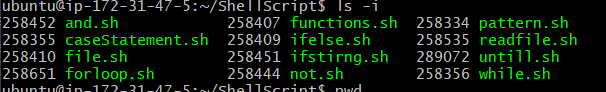 ubuntu@ip-172-31-47-5:~/ShellScript$ ls -i
258452 and.sh 258407 functions.sh 258334 pattern.sh
258355 caseStatement.sh 258409 ifelse.sh 258535 readfile.sh
258410 file.sh 258451 ifstirng.sh 289072 untill.sh
258651 forloop.sh 258444 not.sh 258356 while.sh
ubuntu@ip-172-31-47-5:~/ShellScript$ pwd